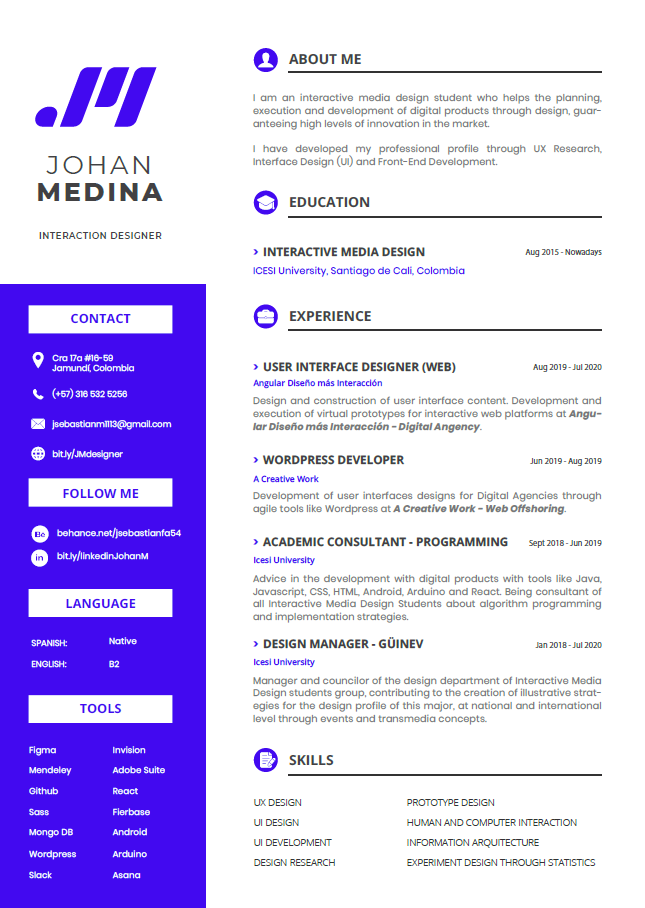 JOHAN
MEDINA
INTERACTION DESIGNER
CONTACT
Cra 17a #16-59
Jamundí, Colombia
(+57) 316 532 5256
jsebastianm1113@gmail.com
bit.ly/JMdesigner
FOLLOW ME
Bē behance.net/jsebastianfa54
in bit.ly/linkedinJohanM
LANGUAGE
SPANISH: Native
ENGLISH: B2
TOOLS
Figma Invision
Mendeley Adobe Suite
Github React
Sass Fierbase
Mongo DB Android
Wordpress Arduino
Slack Asana
ABOUT ME
I am an interactive media design student who helps the planning,
execution and development of digital products through design, guar-
anteeing high levels of innovation in the market.
I have developed my professional profile through UX Research,
Interface Design (UI) and Front-End Development.
EDUCATION
› INTERACTIVE MEDIA DESIGN Aug 2015 - Nowadays
ICESI University, Santiago de Cali, Colombia
EXPERIENCE
› USER INTERFACE DESIGNER (WEB) Aug 2019 - Jul 2020
Angular Diseño más Interacción
Design and construction of user interface content. Development and
execution of virtual prototypes for interactive web platforms at Angu-
lar Diseño más Interacción - Digital Angency.
› WORDPRESS DEVELOPER Jun 2019 - Aug 2019
A Creative Work
Development of user interfaces designs for Digital Agencies through
agile tools like Wordpress at A Creative Work - Web Offshoring.
› ACADEMIC CONSULTANT - PROGRAMMING Sept 2018 - Jun 2019
Icesi University
Advice in the development with digital products with tools like Java,
Javascript, CSS, HTML, Android, Arduino and React. Being consultant of
all Interactive Media Design Students about algorithm programming
and implementation strategies.
› DESIGN MANAGER - GÜINEV Jan 2018 - Jul 2020
Icesi University
Manager and councilor of the design department of Interactive Media
Design students group, contributing to the creation of illustrative strat-
egies for the design profile of this major, at national and international
level through events and transmedia concepts.
SKILLS
UX DESIGN PROTOTYPE DESIGN
UI DESIGN HUMAN AND COMPUTER INTERACTION
UI DEVELOPMENT INFORMATION ARQUITECTURE
DESIGN RESEARCH EXPERIMENT DESIGN THROUGH STATISTICS